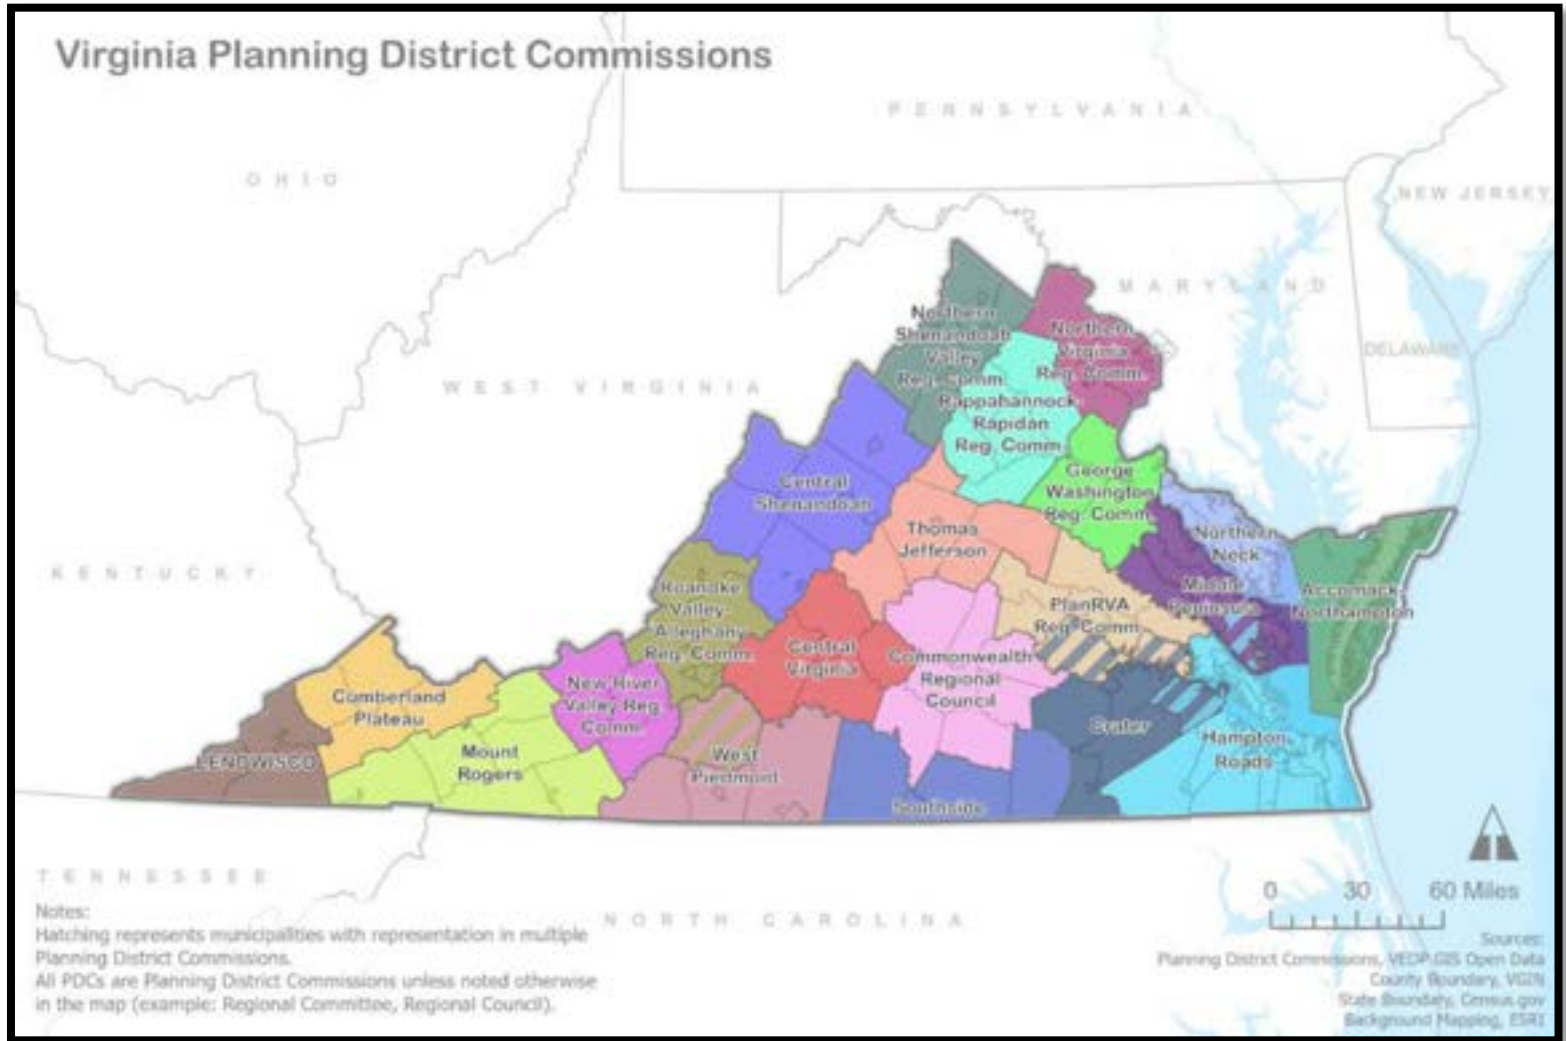 Virginia Planning District Commissions
PENNSYLVANIA
OHIO
NEW JERSEY
MARYLAND
DELAWARE
WEST VIRGINIA
KENTUCKY
Northern
Shenandoah
Valley
Reg. Comm.
Northern
Virginia
Reg. Comm.
Rappahannock-
Rapidan
Reg. Comm.
Central
Shenandoah
George
Washington
Reg. Comm.
Thomas
Jefferson
Northern
Neck
Middle
Peninsula
Accomack-
Northampton
Roanoke
Valley-
Alleghany
Reg. Comm.
PlanRVA
Reg. Comm.
Central
Virginia
Commonwealth
Regional
Council
New River
Valley Reg.
Comm.
Cumberland
Plateau
Crater
Hampton
Roads
LENOWISCO
Mount
Rogers
West
Piedmont
Southside
TENNESSEE
NORTH CAROLINA
0 30 60 Miles
Notes:
Hatching represents municipalities with representation in multiple
Planning District Commissions.
All PDCs are Planning District Commissions unless noted otherwise
in the map (example: Regional Committee, Regional Council).
Sources:
Planning District Commissions, VEDP GIS Open Data
County Boundary, VGIN
State Boundary, Census.gov
Background Mapping, ESRI